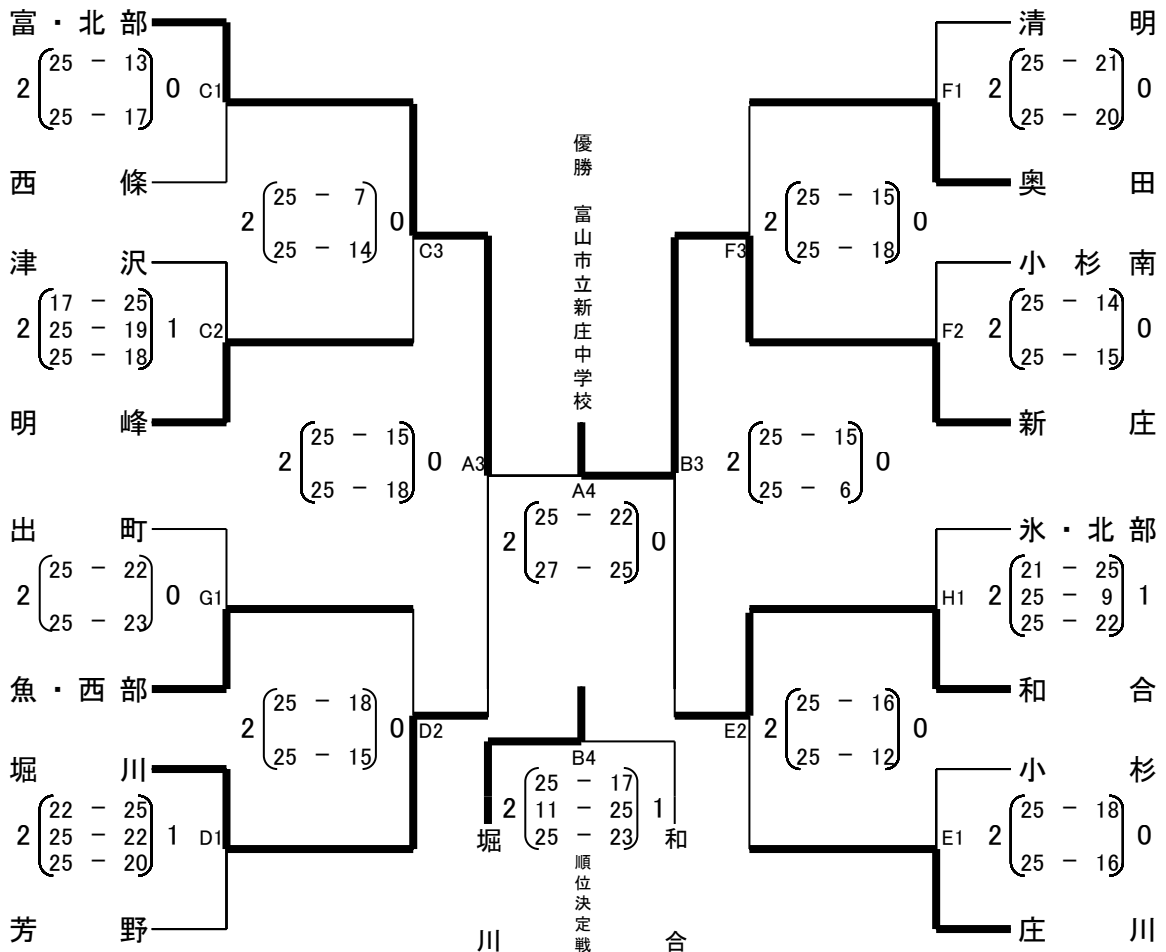 富・北部
2 25 － 13 0 C1
25 － 17
西條
2 25 － 7 0 C3
25 － 14
津沢
17 － 25
2 25 － 19 1 C2
25 － 18
明峰
2 25 － 15 0 A3
25 － 18
出町
2 25 － 22 0 G1
25 － 23
魚・西部
2 25 － 18 0 D2
25 － 15
堀川
22 － 25
2 25 － 22 1 D1
25 － 20
芳野
優勝 富山市立新庄中学校
A4
2 25 － 22 0
27 － 25
B4
25 － 17
2 11 － 25 1
25 － 23
堀川
和合
順位決定戦
清明
F1 2 25 － 21 0
25 － 20
奥田
F3 2 25 － 15 0
25 － 18
小杉南
F2 2 25 － 14 0
25 － 15
新庄
B3 2 25 － 15 0
25 － 6
氷・北部
21 － 25
H1 2 25 － 9 1
25 － 22
和合
E2 2 25 － 16 0
25 － 12
小杉
E1 2 25 － 18 0
25 － 16
庄川